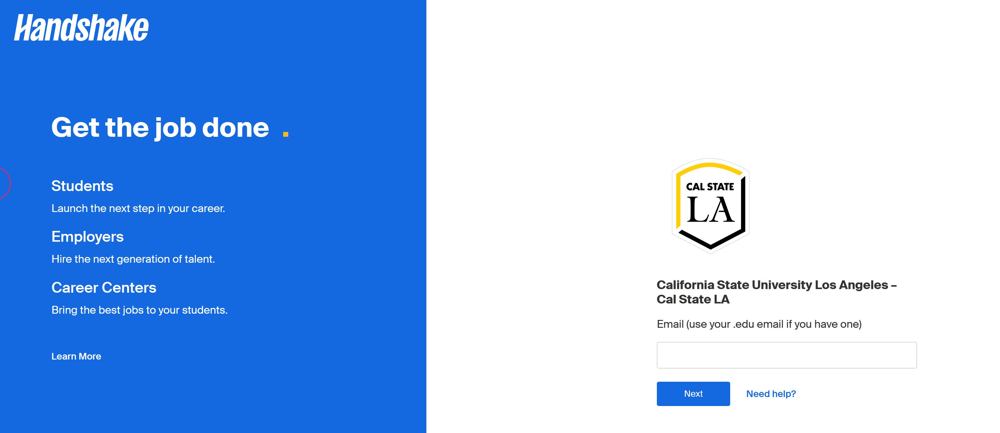 Handshake
Get the job done .
Students
Launch the next step in your career.
Employers
Hire the next generation of talent.
Career Centers
Bring the best jobs to your students.
Learn More
CAL STATE
LA
California State University Los Angeles –
Cal State LA
Email (use your .edu email if you have one)
Next
Need help?